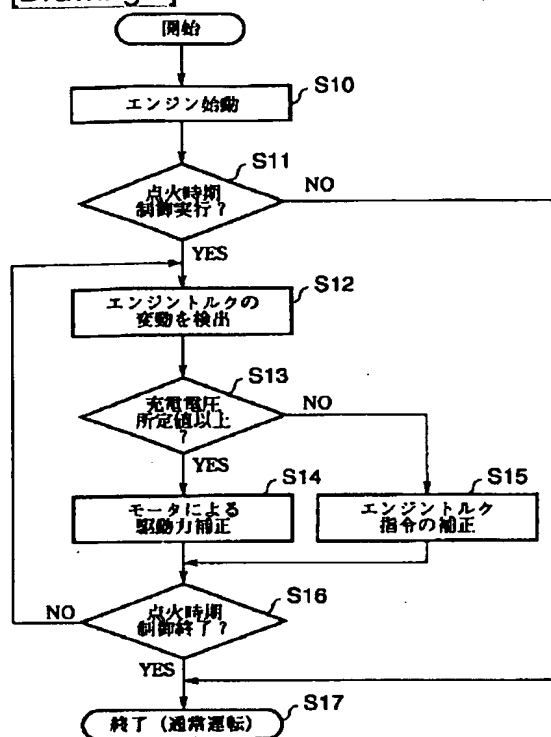 開始
エンジン始動
S10
点火時期
制御実行?
S11
NO
YES
エンジントルクの
変動を検出
S12
充電電圧
所定値以上
?
S13
NO
YES
モータによる
駆動力補正
S14
エンジントルク
指令の補正
S15
点火時期
制御終了?
S16
NO
YES
終了(通常運転)
S17